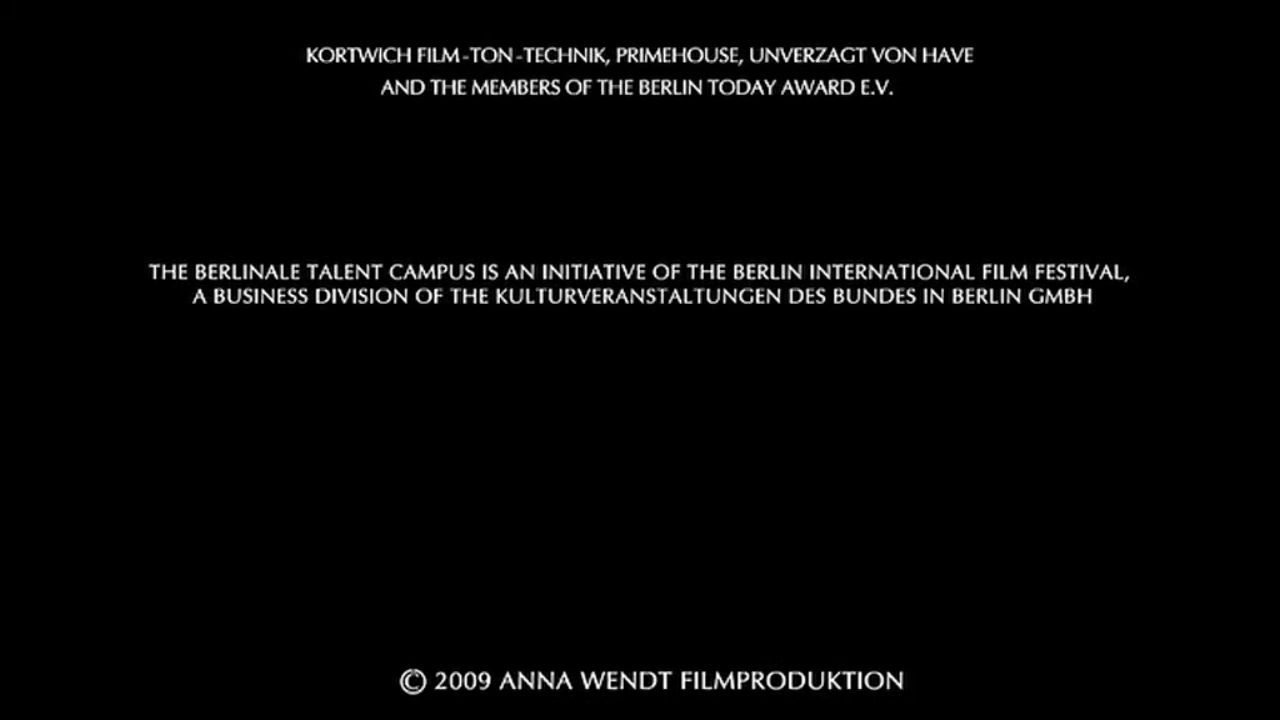 KORTWICH FILM-TON-TECHNIK, PRIMEHOUSE, UNVERZAGT VON HAVE
AND THE MEMBERS OF THE BERLIN TODAY AWARD E.V.
THE BERLINALE TALENT CAMPUS IS AN INITIATIVE OF THE BERLIN INTERNATIONAL FILM FESTIVAL,
A BUSINESS DIVISION OF THE KULTURVERANSTALTUNGEN DES BUNDES IN BERLIN GMBH
© 2009 ANNA WENDT FILMPRODUKTION